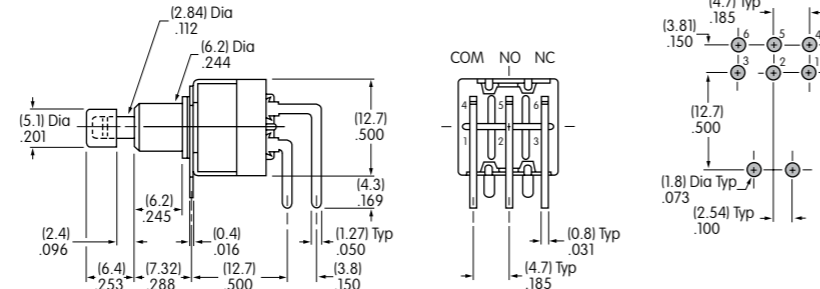 (2.84) Dia
.112
(6.2) Dia
.244
(5.1) Dia
.201
(12.7)
.500
(6.2)
.245
(4.3)
.169
(2.4)
.096
(0.4)
.016
(1.27) Typ
.050
(6.4)
.253
(7.32)
.288
(12.7)
.500
(3.8)
.150
COM NO NC
4 5 6
1 2 3
(0.8) Typ
.031
(4.7) Typ
.185
(4.7) Typ
.185
(3.81)
.150
6 5 4
3 2 1
(12.7)
.500
(1.8) Dia Typ
.073
(2.54) Typ
.100